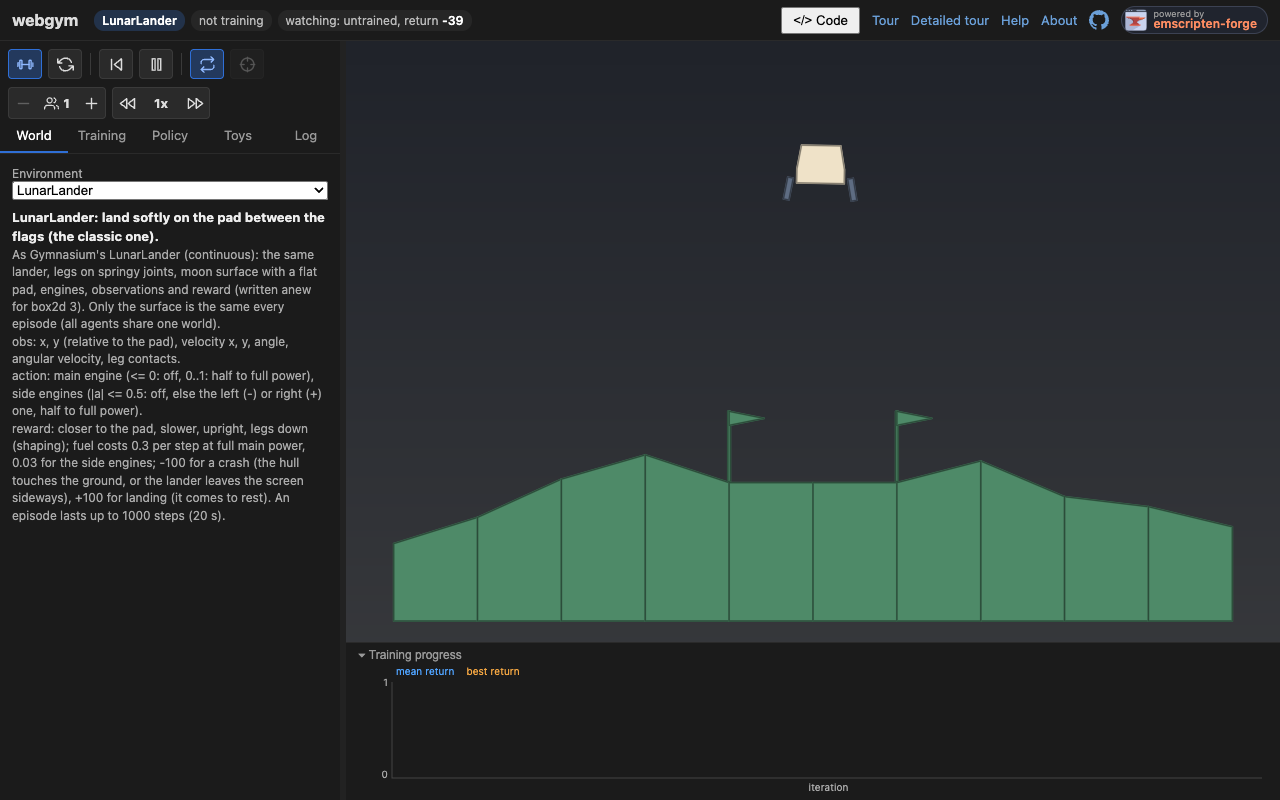 webgym
LunarLander
not training
watching: untrained, return -39
</> Code
Tour
Detailed tour
Help
About
powered by
emscripten-forge
1
1x
World
Training
Policy
Toys
Log
Environment
LunarLander
LunarLander: land softly on the pad between the
flags (the classic one).
As Gymnasium's LunarLander (continuous): the same
lander, legs on springy joints, moon surface with a flat
pad, engines, observations and reward (written anew
for box2d 3). Only the surface is the same every
episode (all agents share one world).
obs: x, y (relative to the pad), velocity x, y, angle,
angular velocity, leg contacts.
action: main engine (<= 0: off, 0..1: half to full power),
side engines (|a| <= 0.5: off, else the left (-) or right (+)
one, half to full power).
reward: closer to the pad, slower, upright, legs down
(shaping); fuel costs 0.3 per step at full main power,
0.03 for the side engines; -100 for a crash (the hull
touches the ground, or the lander leaves the screen
sideways), +100 for landing (it comes to rest). An
episode lasts up to 1000 steps (20 s).
Training progress
mean return
best return
1
0
iteration